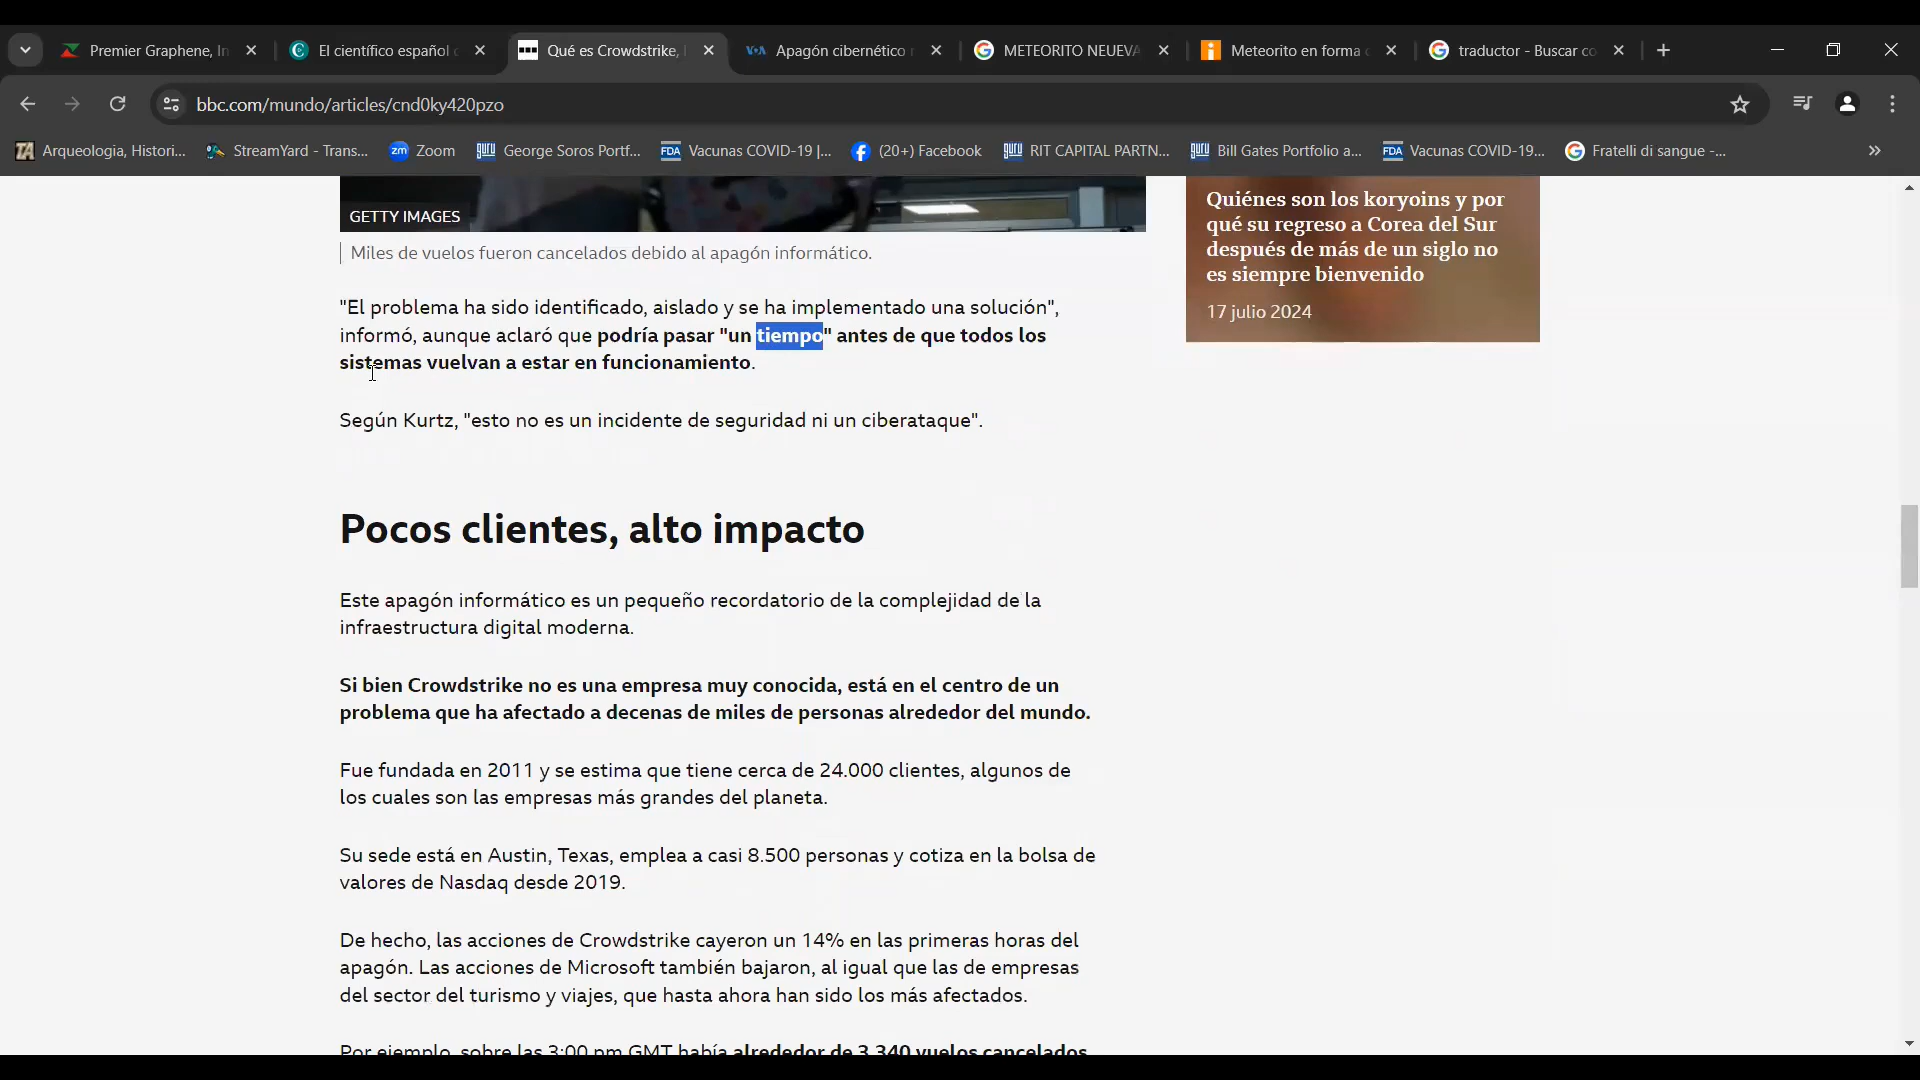 Premier Graphene, In
El científico español c
Qué es Crowdstrike,
Apagón cibernético
METEORITO NEUEVA
Meteorito en forma
traductor - Buscar co
bbc.com/mundo/articles/cnd0ky420pzo
Arqueologia, Histori...
StreamYard - Trans...
Zoom
George Soros Portf...
Vacunas COVID-19 |...
(20+) Facebook
RIT CAPITAL PARTN...
Bill Gates Portfolio a...
Vacunas COVID-19...
Fratelli di sangue -...
GETTY IMAGES
Miles de vuelos fueron cancelados debido al apagón informático.
"El problema ha sido identificado, aislado y se ha implementado una solución",
informó, aunque aclaró que podría pasar "un tiempo" antes de que todos los
sistemas vuelvan a estar en funcionamiento.
Según Kurtz, "esto no es un incidente de seguridad ni un ciberataque".
Pocos clientes, alto impacto
Este apagón informático es un pequeño recordatorio de la complejidad de la
infraestructura digital moderna.
Si bien Crowdstrike no es una empresa muy conocida, está en el centro de un
problema que ha afectado a decenas de miles de personas alrededor del mundo.
Fue fundada en 2011 y se estima que tiene cerca de 24.000 clientes, algunos de
los cuales son las empresas más grandes del planeta.
Su sede está en Austin, Texas, emplea a casi 8.500 personas y cotiza en la bolsa de
valores de Nasdaq desde 2019.
De hecho, las acciones de Crowdstrike cayeron un 14% en las primeras horas del
apagón. Las acciones de Microsoft también bajaron, al igual que las de empresas
del sector del turismo y viajes, que hasta ahora han sido los más afectados.
Por ejemplo, sobre las 3:00 pm GMT había alrededor de 3.340 vuelos cancelados
Quiénes son los koryoins y por
qué su regreso a Corea del Sur
después de más de un siglo no
es siempre bienvenido
17 julio 2024